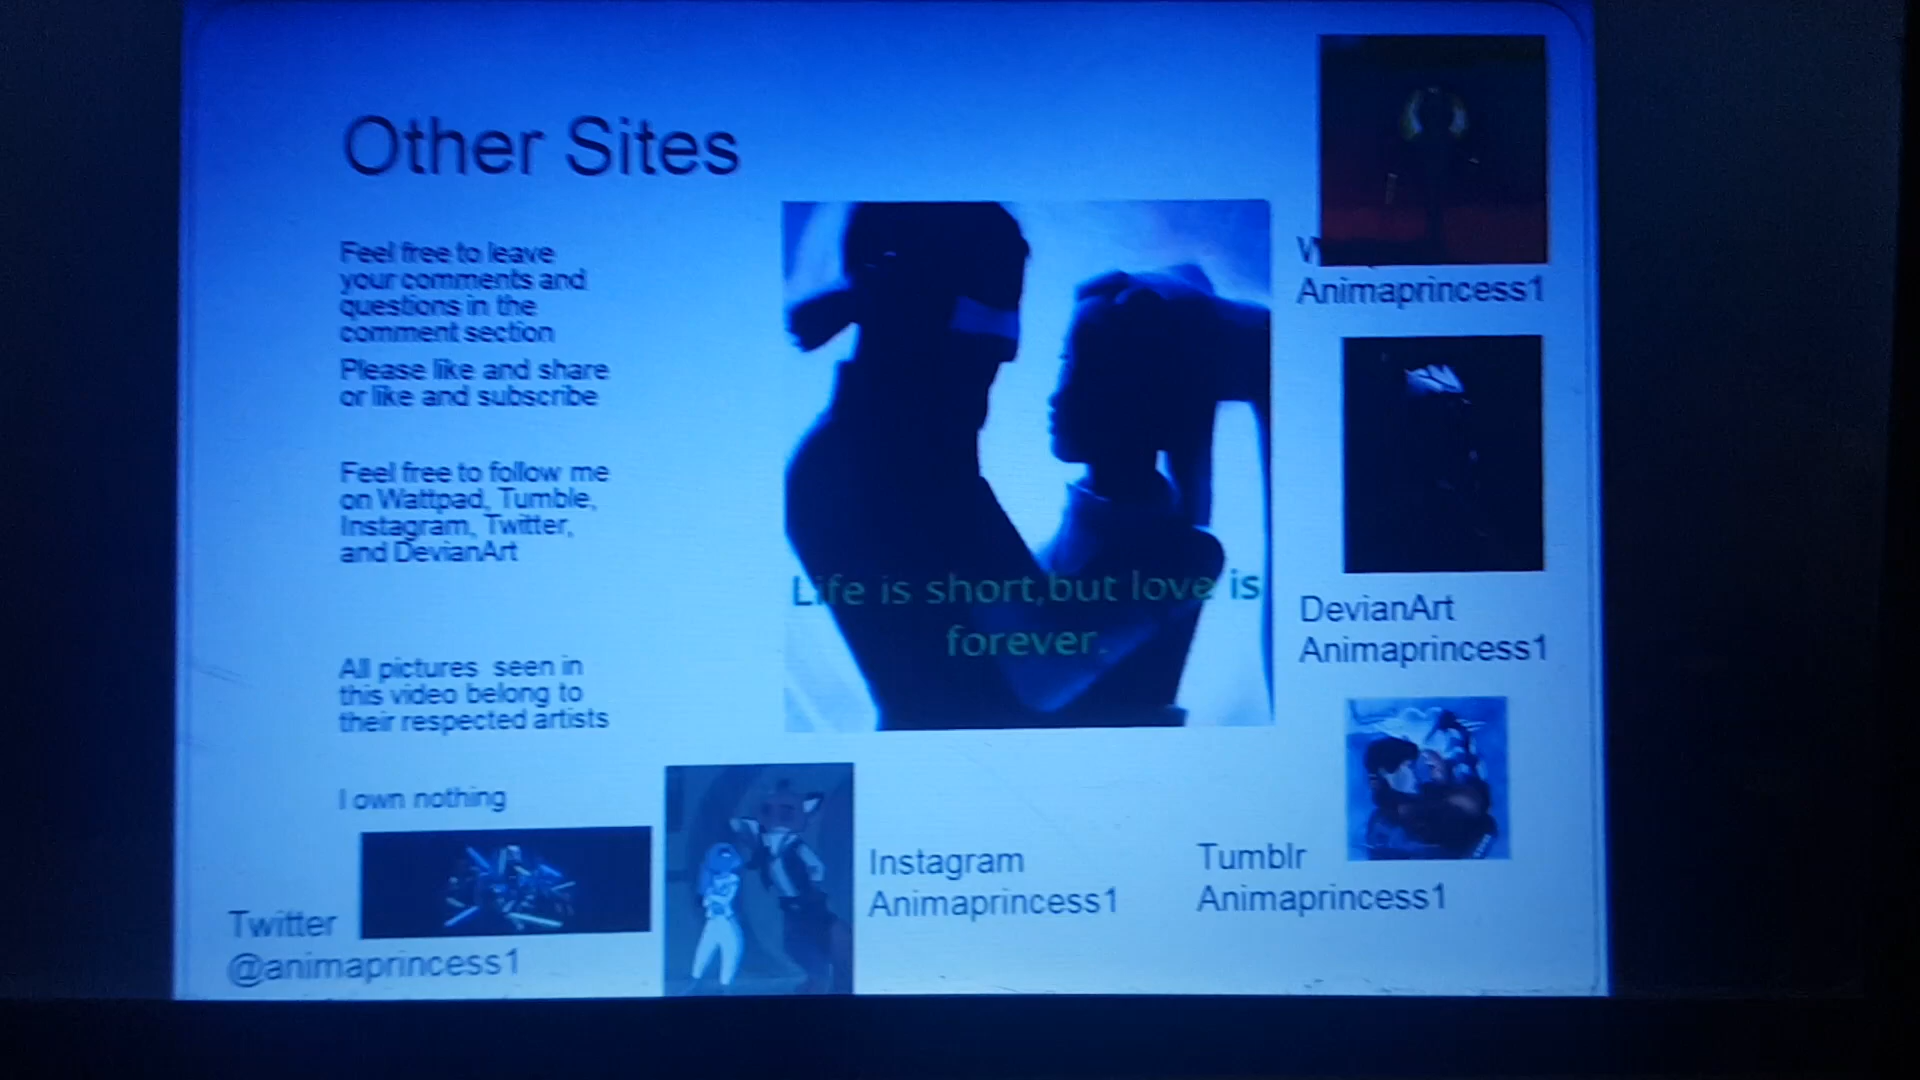 Other Sites
Feel free to leave
your comments and
questions in the
comment section
Please like and share
or like and subscribe
Feel free to follow me
on Wattpad, Tumble,
Instagram, Twitter,
and DevianArt
All pictures seen in
this video belong to
their respected artists
I own nothing
Life is short,but love is
forever.
Animaprincess1
DevianArt
Animaprincess1
Twitter
@animaprincess1
Instagram
Animaprincess1
Tumblr
Animaprincess1